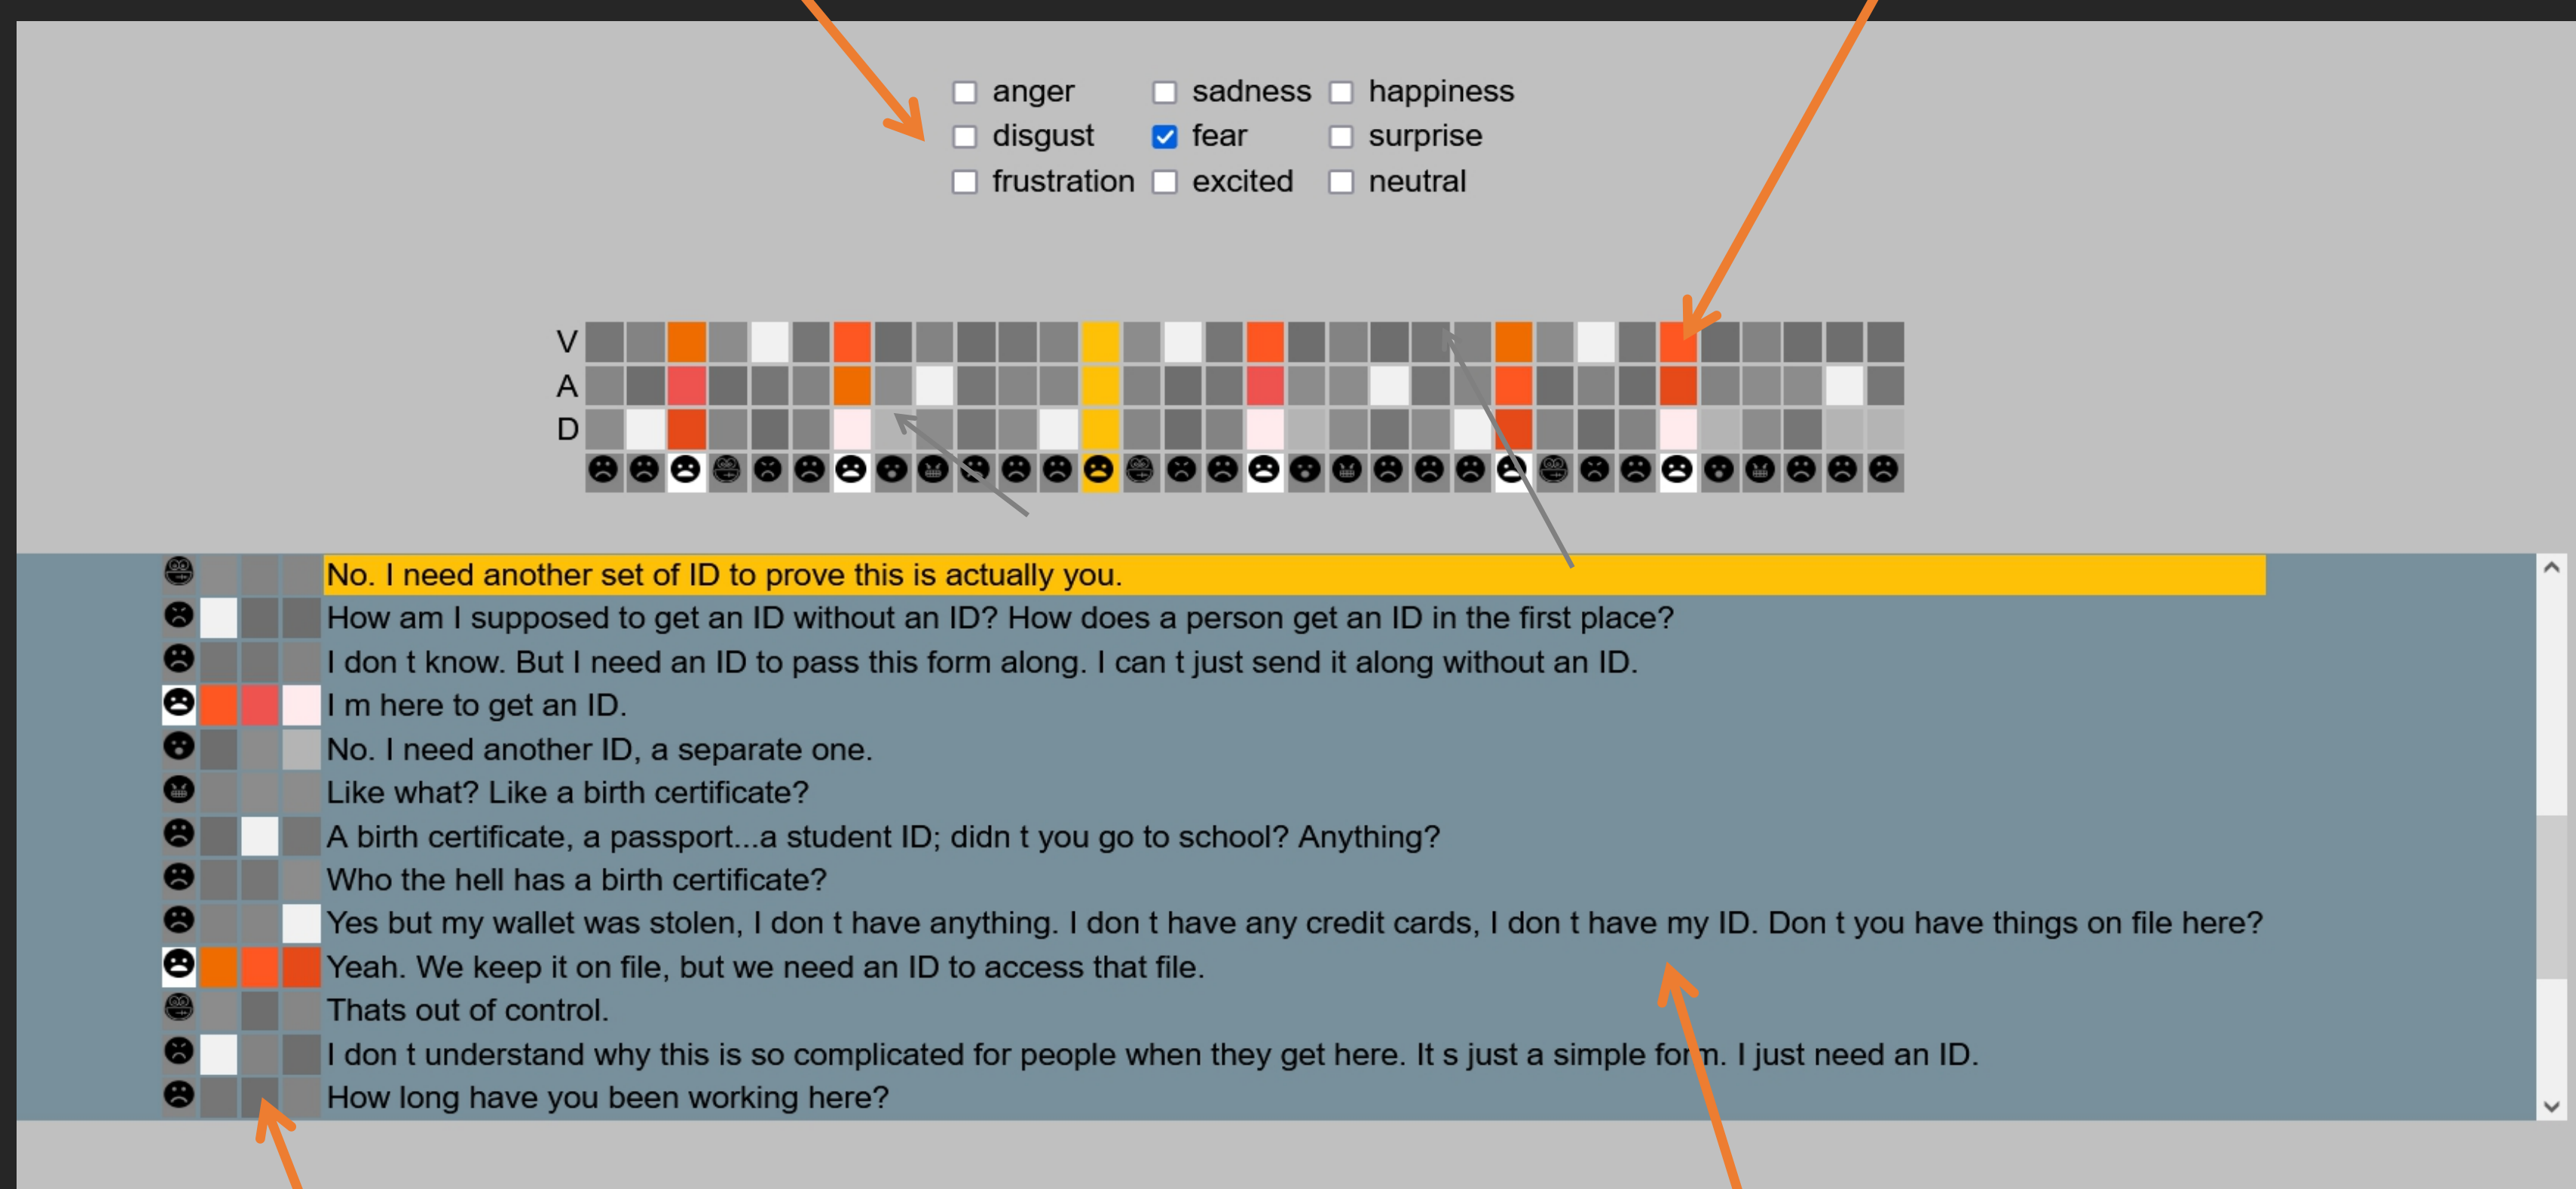 anger sadness happiness
disgust fear surprise
frustration excited neutral
V
A
D
No. I need another set of ID to prove this is actually you.
How am I supposed to get an ID without an ID? How does a person get an ID in the first place?
I don t know. But I need an ID to pass this form along. I can t just send it along without an ID.
I m here to get an ID.
No. I need another ID, a separate one.
Like what? Like a birth certificate?
A birth certificate, a passport...a student ID; didn t you go to school? Anything?
Who the hell has a birth certificate?
Yes but my wallet was stolen, I don t have anything. I don t have any credit cards, I don t have my ID. Don t you have things on file here?
Yeah. We keep it on file, but we need an ID to access that file.
Thats out of control.
I don t understand why this is so complicated for people when they get here. It s just a simple form. I just need an ID.
How long have you been working here?